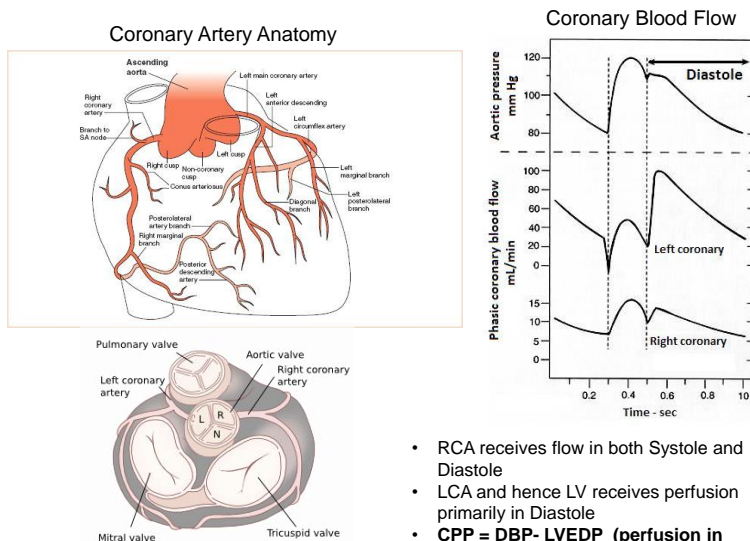 Coronary Artery Anatomy
Ascending
aorta
Left main coronary artery
Right
coronary
artery
Left
anterior descending
Left
circumflex artery
Branch to
SA node
Right cusp
Non-coronary
cusp
Left cusp
Conus arteriosus
Left
marginal
branch
Left
posterolateral
branch
Diagonal
branch
Posterolateral
artery branch
Right marginal
branch
Posterior
descending
artery
Pulmonary valve
Aortic valve
Right coronary
artery
Left coronary
artery
L
R
N
Mitral valve
Tricuspid valve
Coronary Blood Flow
Aortic pressure
mm Hg
120
100
80
Diastole
Phasic coronary blood flow
mL/min
100
80
60
40
20
0
Left coronary
15
10
5
0
Right coronary
0.2 0.4 0.6 0.8 10
Time - sec
• RCA receives flow in both Systole and
Diastole
• LCA and hence LV receives perfusion
primarily in Diastole
• CPP = DBP- LVEDP (perfusion in